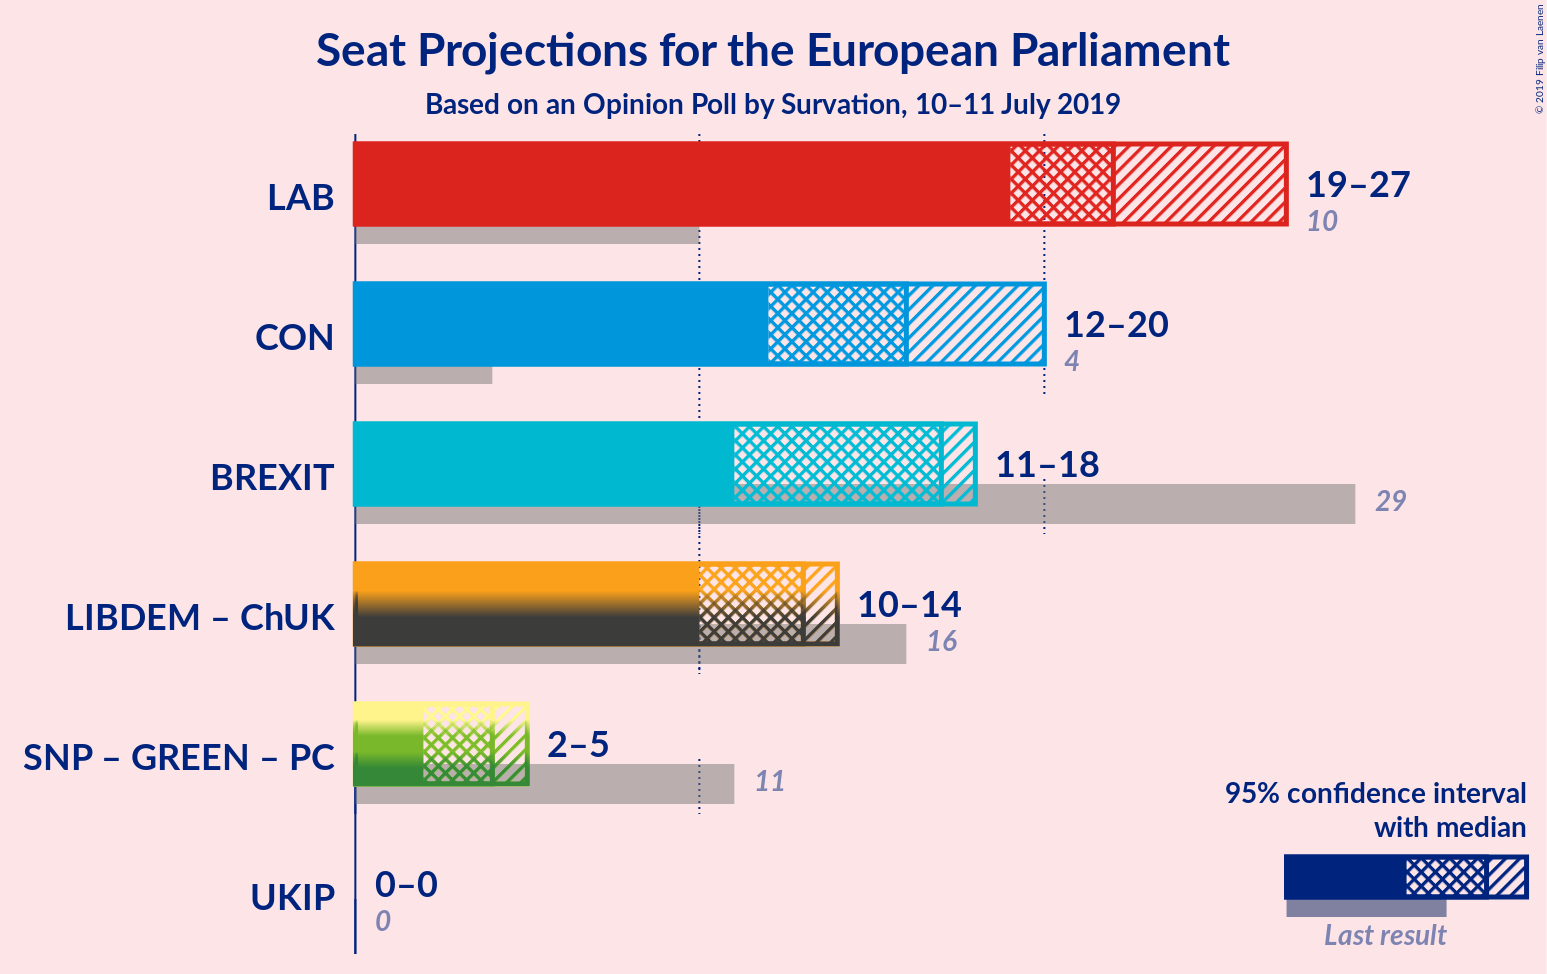 Seat Projections for the European Parliament
Based on an Opinion Poll by Survation, 10–11 July 2019
© 2019 Filip van Laenen
LAB
19–27
10
CON
12–20
4
BREXIT
11–18
29
LIBDEM – ChUK
10–14
16
SNP – GREEN – PC
2–5
11
UKIP
0–0
0
95% confidence interval
with median
Last result